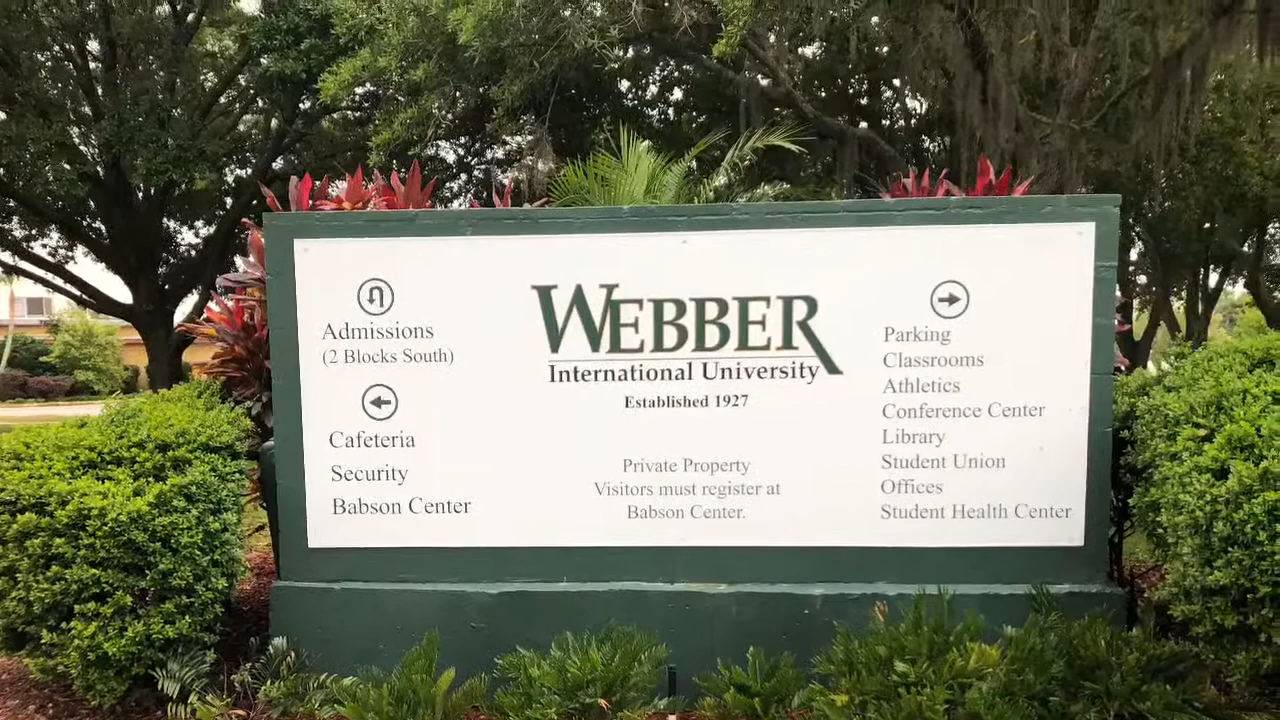 Admissions
(2 Blocks South)
Cafeteria
Security
Babson Center
WEBBER
International University
Established 1927
Private Property
Visitors must register at
Babson Center.
Parking
Classrooms
Athletics
Conference Center
Library
Student Union
Offices
Student Health Center